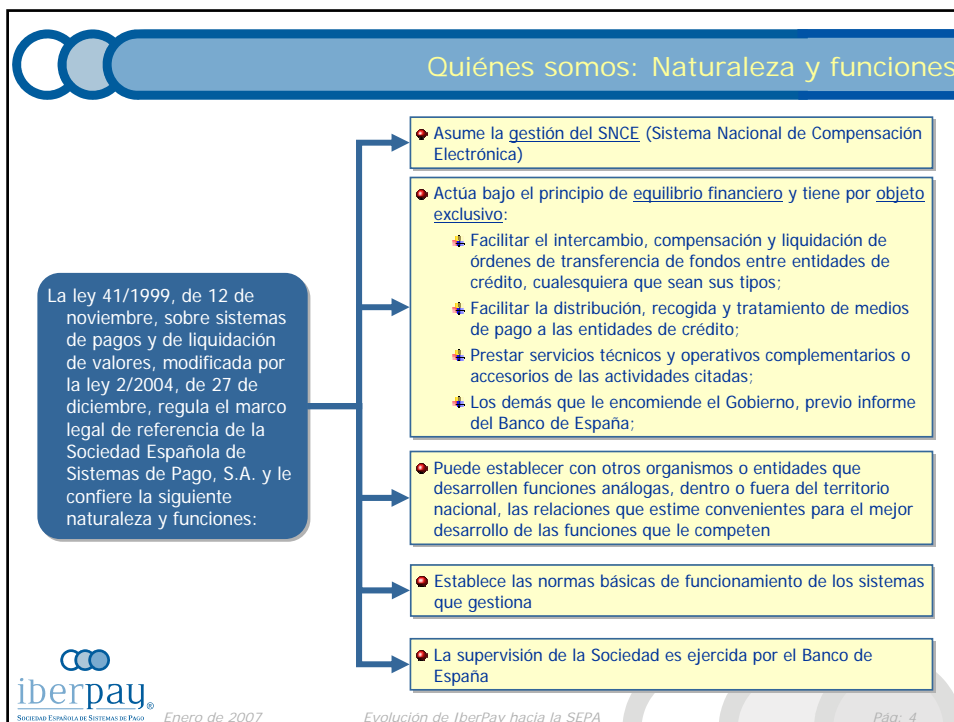 Quiénes somos: Naturaleza y funciones
La ley 41/1999, de 12 de
noviembre, sobre sistemas
de pagos y de liquidación
de valores, modificada por
la ley 2/2004, de 27 de
diciembre, regula el marco
legal de referencia de la
Sociedad Española de
Sistemas de Pago, S.A. y le
confiere la siguiente
naturaleza y funciones:
Asume la gestión del SNCE (Sistema Nacional de Compensación
Electrónica)
Actúa bajo el principio de equilibrio financiero y tiene por objeto
exclusivo:
Facilitar el intercambio, compensación y liquidación de
órdenes de transferencia de fondos entre entidades de
crédito, cualesquiera que sean sus tipos;
Facilitar la distribución, recogida y tratamiento de medios
de pago a las entidades de crédito;
Prestar servicios técnicos y operativos complementarios o
accesorios de las actividades citadas;
Los demás que le encomiende el Gobierno, previo informe
del Banco de España;
Puede establecer con otros organismos o entidades que
desarrollen funciones análogas, dentro o fuera del territorio
nacional, las relaciones que estime convenientes para el mejor
desarrollo de las funciones que le competen
Establece las normas básicas de funcionamiento de los sistemas
que gestiona
La supervisión de la Sociedad es ejercida por el Banco de
España
iberpay®
SOCIEDAD ESPAÑOLA DE SISTEMAS DE PAGO
Enero de 2007 Evolución de IberPay hacia la SEPA Pág: 4